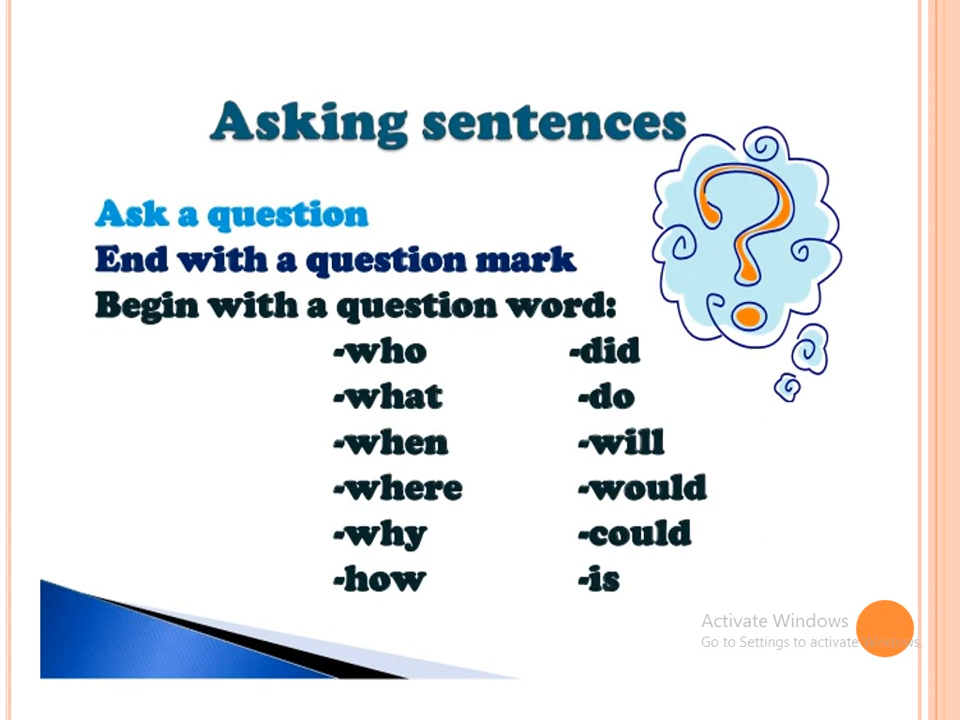 Asking sentences
Ask a question
End with a question mark
Begin with a question word:
-who -did
-what -do
-when -will
-where -would
-why -could
-how -is
Activate Windows
Go to Settings to activate Windows.